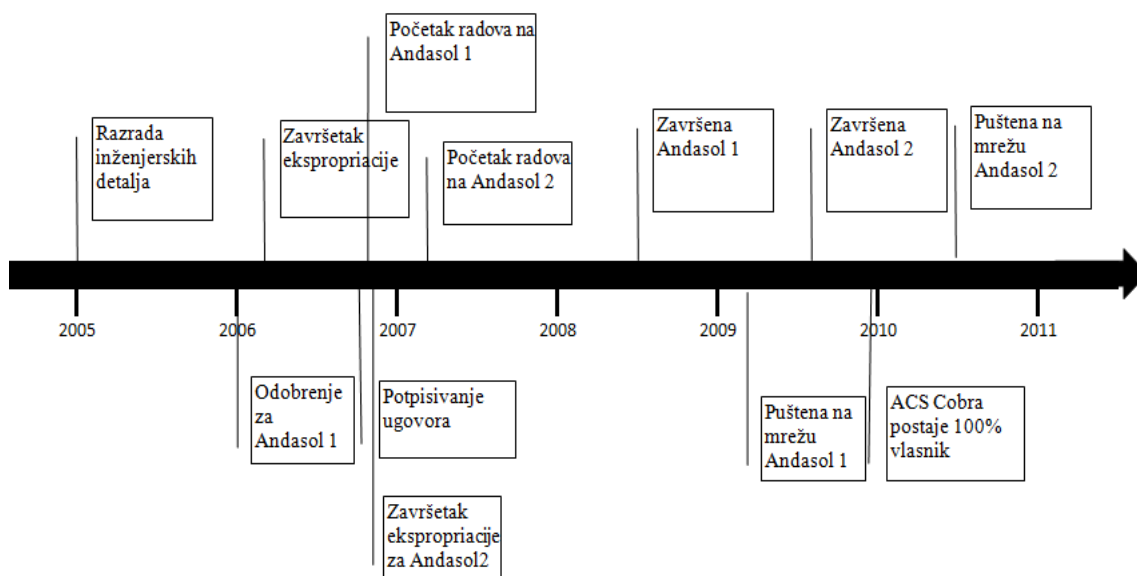 Početak radova na
Andasol 1
Razrada
inženjerskih
detalja
Završetak
ekspropriacije
Početak radova
na Andasol 2
Završena
Andasol 1
Završena
Andasol 2
Puštena na
mrežu
Andasol 2
2005
2006
2007
2008
2009
2010
2011
Odobrenje
za
Andasol 1
Potpisivanje
ugovora
Puštena na
mrežu
Andasol 1
ACS Cobra
postaje 100%
vlasnik
Završetak
ekspropriacije
za Andasol2